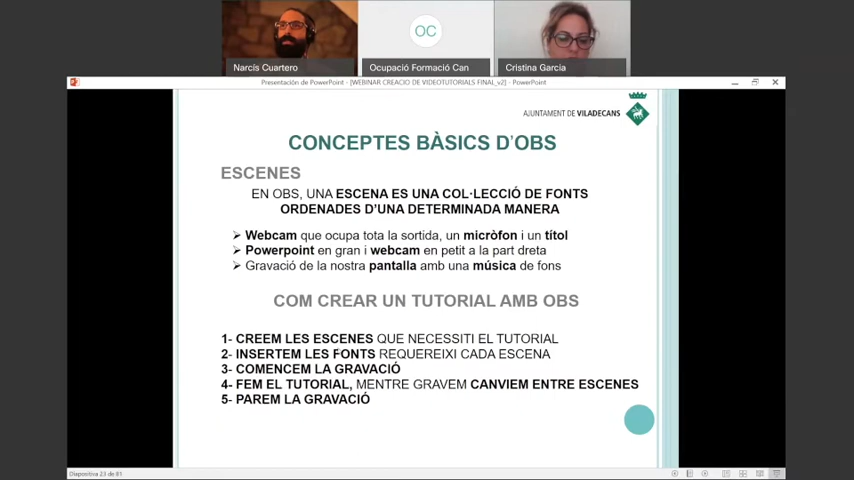 OC
Narcís Cuartero
Ocupació Formació Can
Cristina Garcia
Presentación de PowerPoint - [WEBINAR CREACIO DE VIDEOTUTORIALS FINAL_v2] - PowerPoint
AJUNTAMENT DE VILADECANS
CONCEPTES BÀSICS D'OBS
ESCENES
EN OBS, UNA ESCENA ES UNA COL·LECCIÓ DE FONTS
ORDENADES D'UNA DETERMINADA MANERA
➢ Webcam que ocupa tota la sortida, un micròfon i un títol
➢ Powerpoint en gran i webcam en petit a la part dreta
➢ Gravació de la nostra pantalla amb una música de fons
COM CREAR UN TUTORIAL AMB OBS
1- CREEM LES ESCENES QUE NECESSITI EL TUTORIAL
2- INSERTEM LES FONTS REQUEREIXI CADA ESCENA
3- COMENCEM LA GRAVACIÓ
4- FEM EL TUTORIAL, MENTRE GRAVEM CANVIEM ENTRE ESCENES
5- PAREM LA GRAVACIÓ
Diapositiva 23 de 81